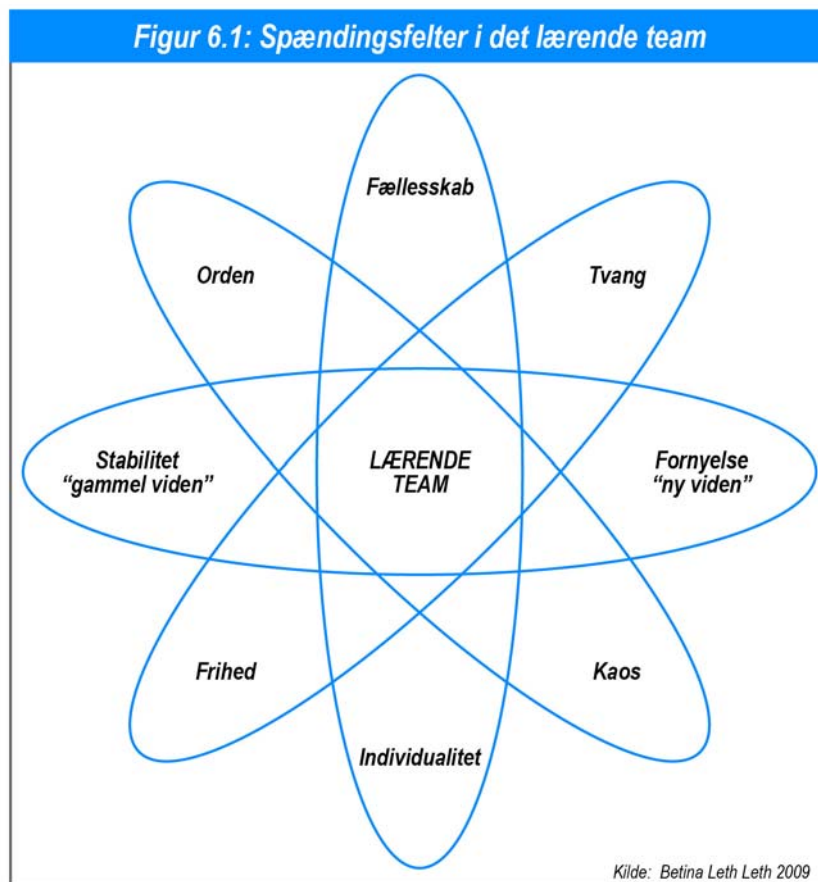 Figur 6.1: Spændingsfelter i det lærende team
Fællesskab
Orden
Tvang
Stabilitet
"gammel viden"
LÆRENDE
TEAM
Fornyelse
"ny viden"
Frihed
Kaos
Individualitet
Kilde: Betina Leth Leth 2009